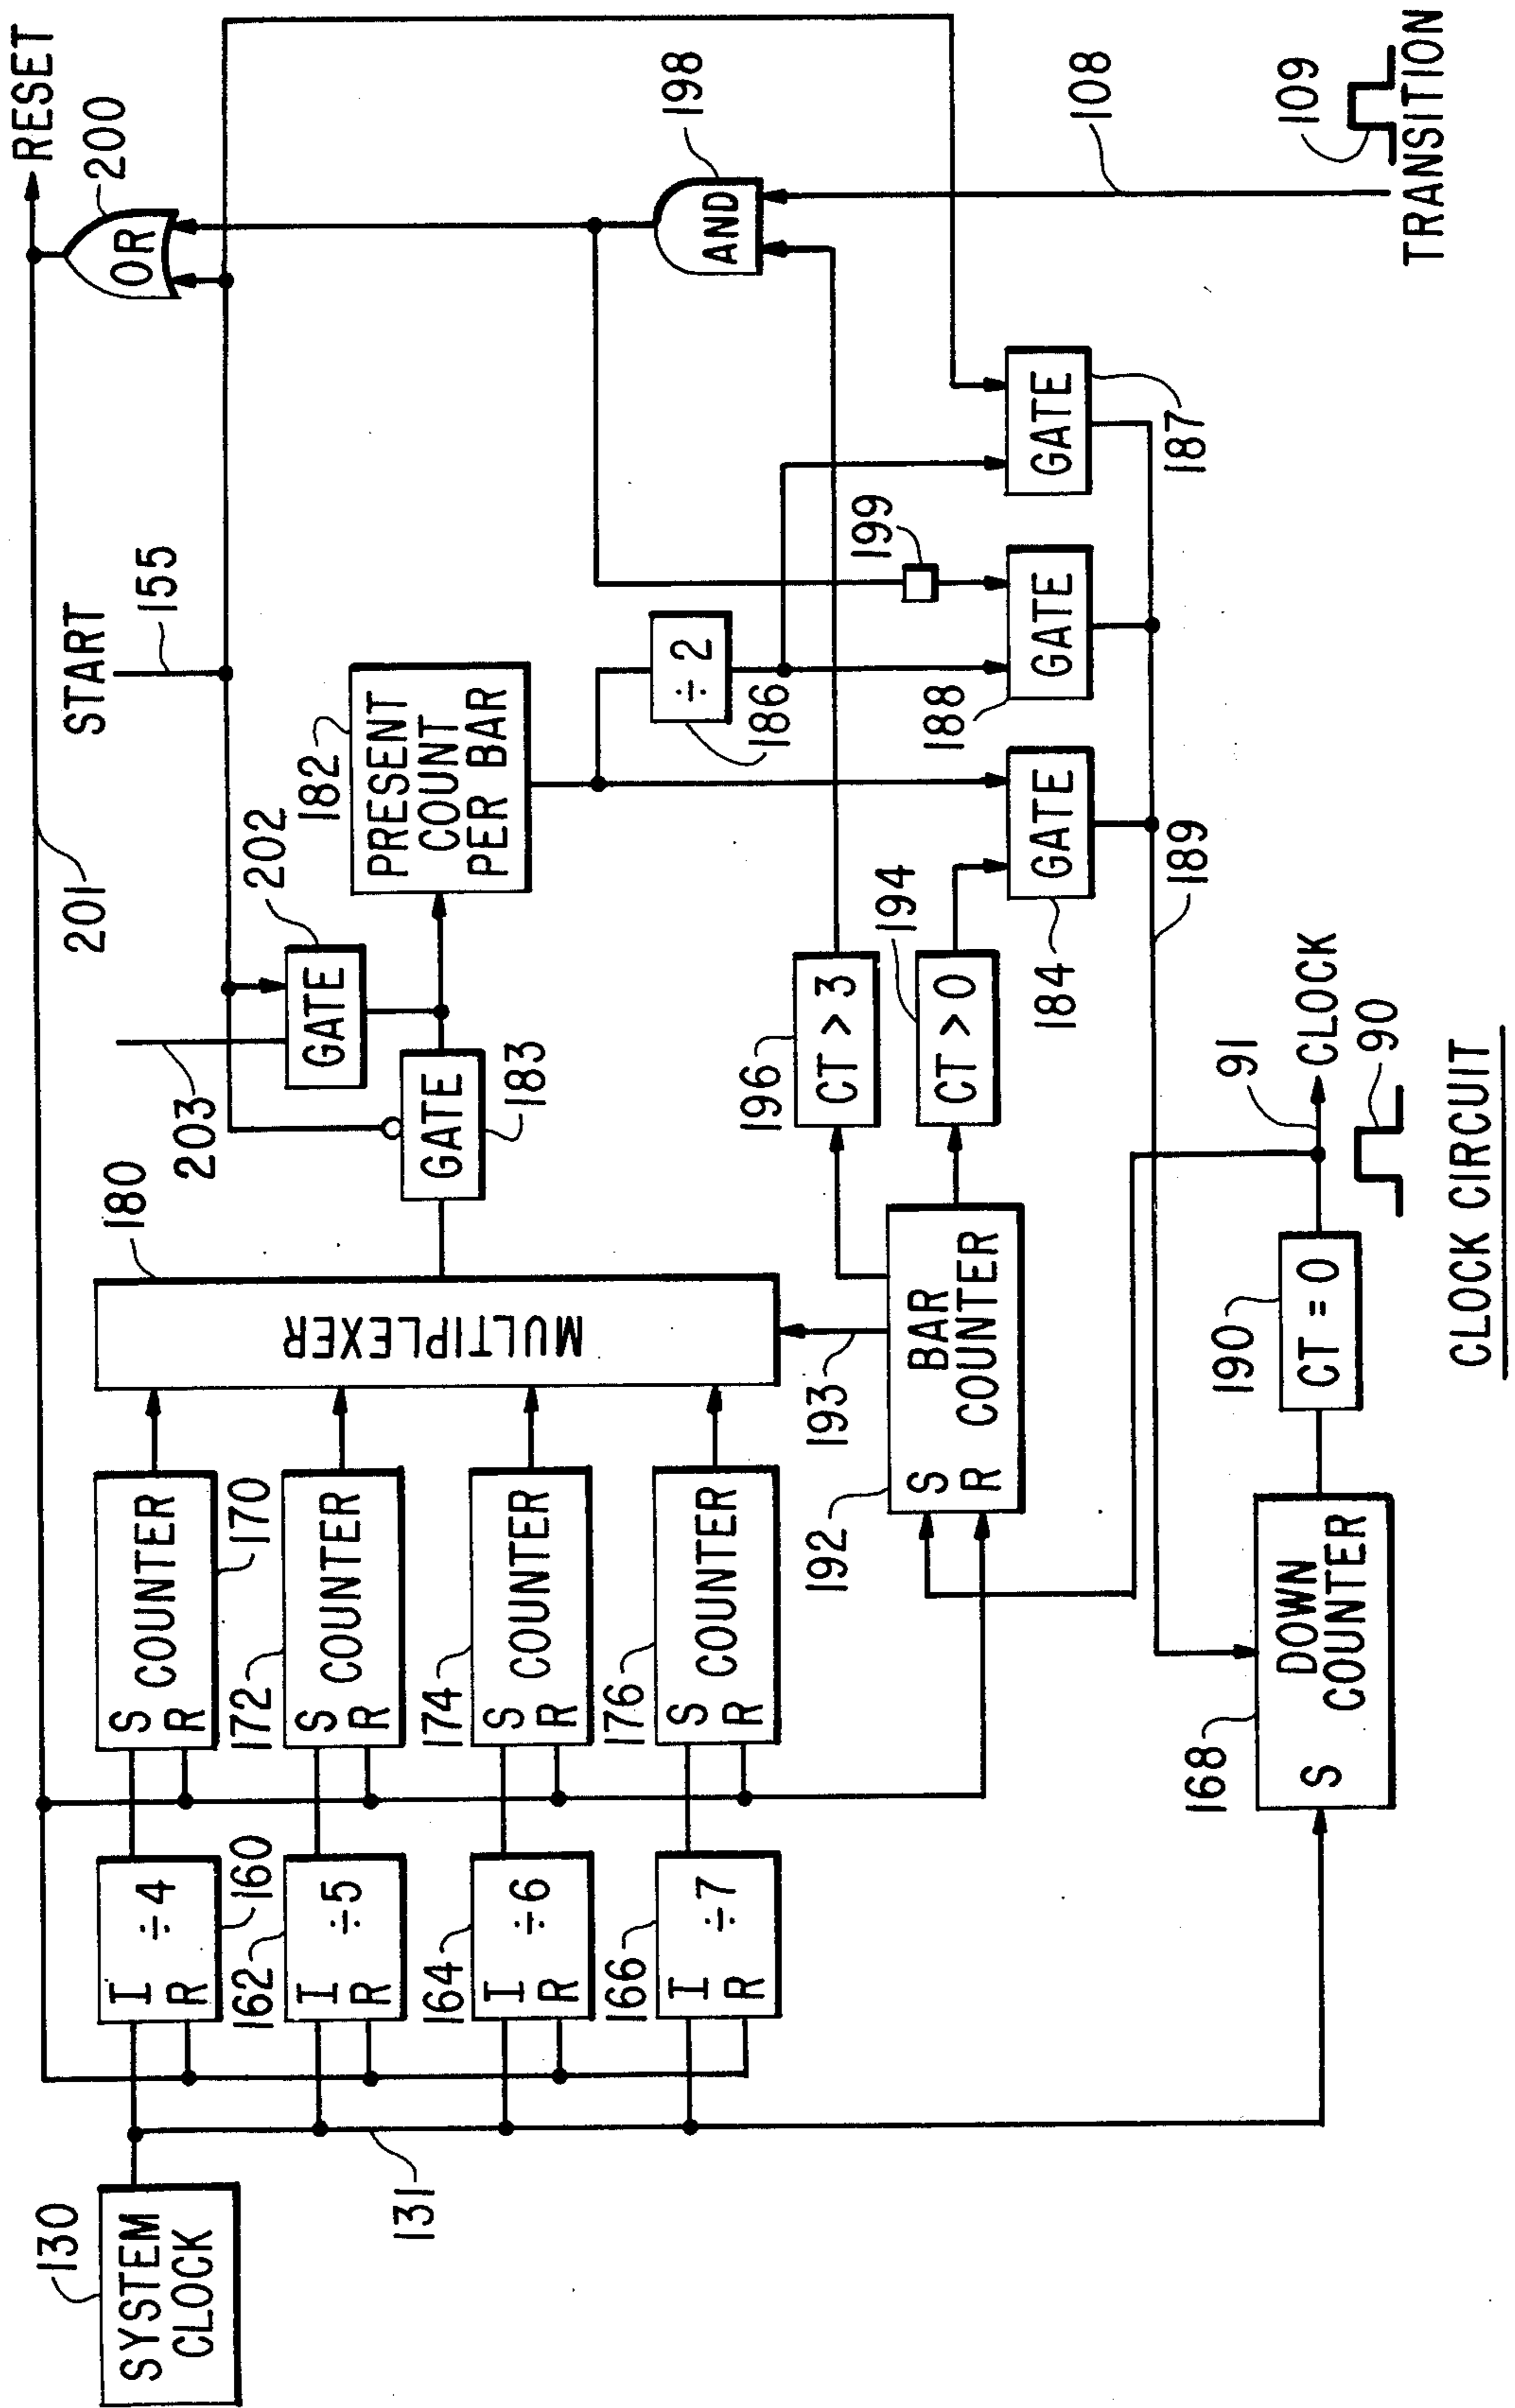 130
SYSTEM
CLOCK
131
I ÷4
R
160
162
I ÷5
R
164
I ÷6
R
166
I ÷7
R
S COUNTER
R
170
172
S COUNTER
R
174
S COUNTER
R
176
S COUNTER
R
180
MULTIPLEXER
203
GATE
183
GATE
202
201
START
155
182
PRESENT
COUNT
PER BAR
÷ 2
186
RESET
200
OR
198
AND
108
109
TRANSITION
192
S BAR
R COUNTER
193
196
CT > 3
194
CT > 0
184
GATE
188
GATE
199
GATE
187
189
168
S DOWN
COUNTER
190
CT = 0
91
CLOCK
90
CLOCK CIRCUIT